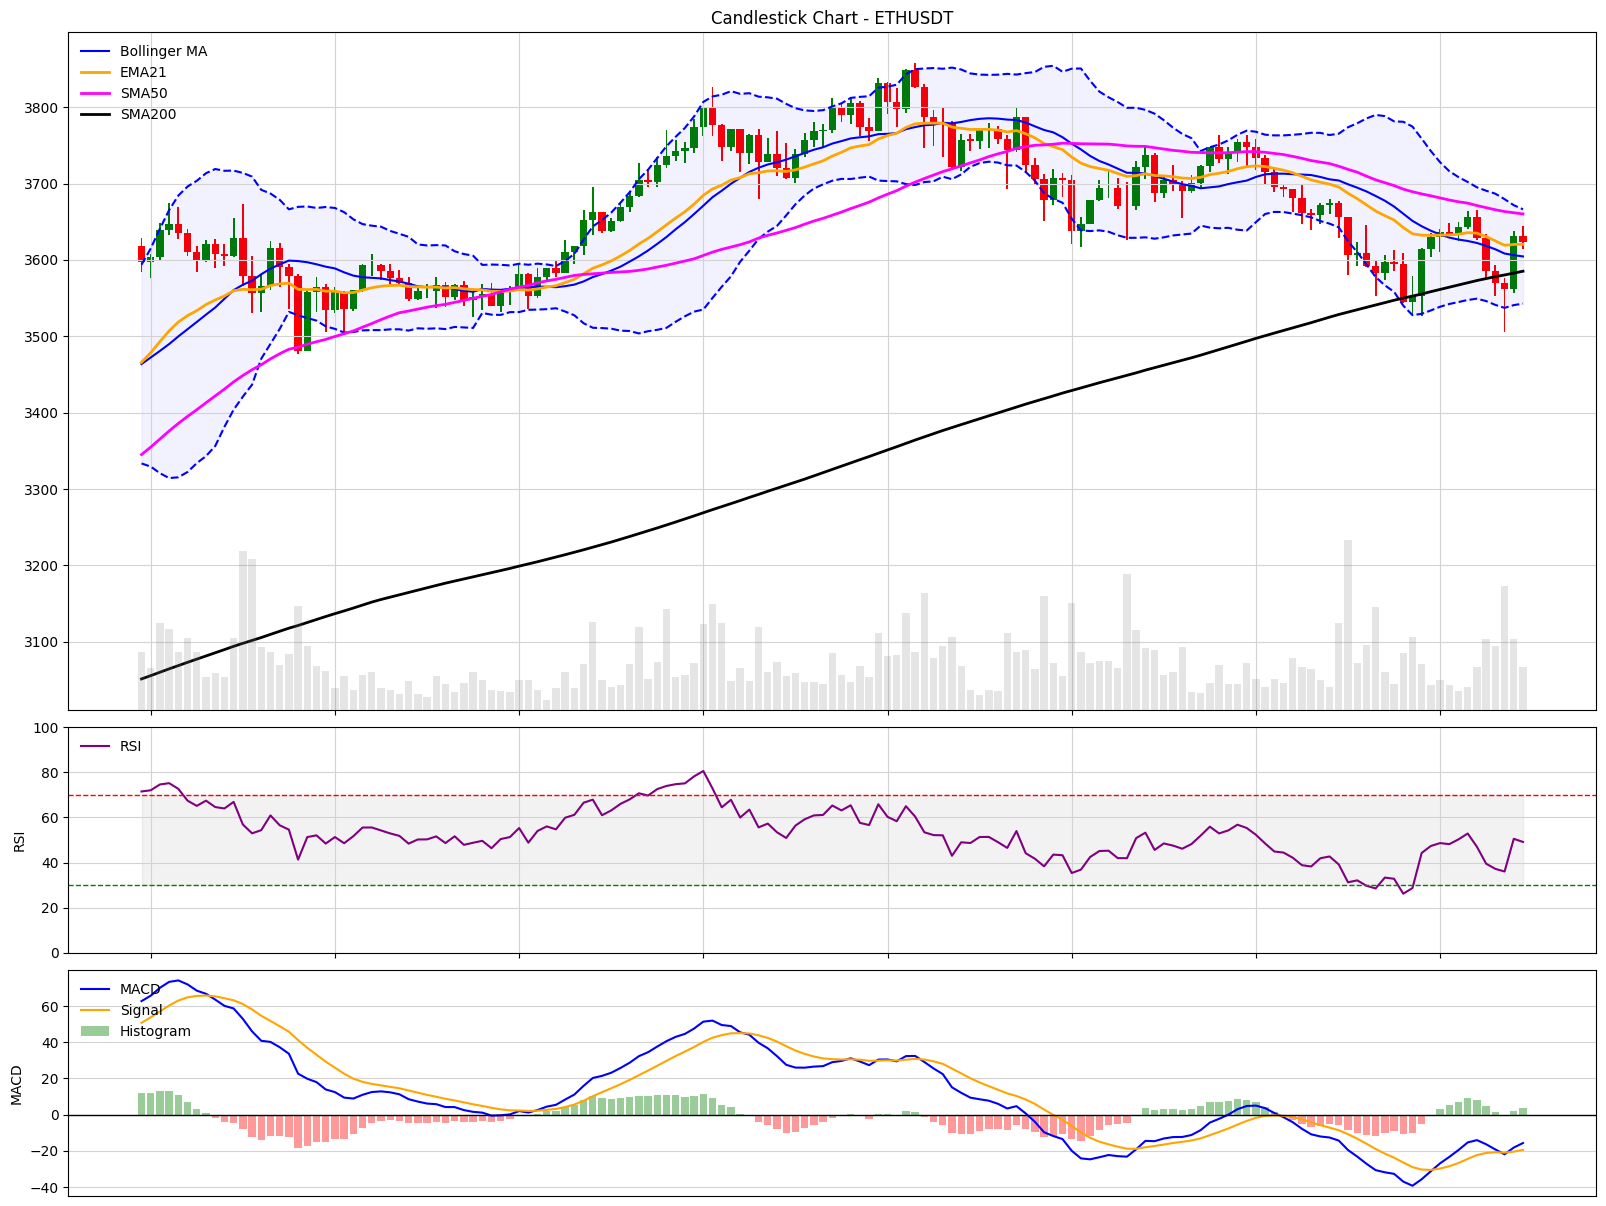 Candlestick Chart - ETHUSDT
Bollinger MA
EMA21
SMA50
SMA200
3800
3700
3600
3500
3400
3300
3200
3100
100
80
60
40
20
0
RSI
RSI
60
40
20
0
−20
−40
MACD
MACD
Signal
Histogram